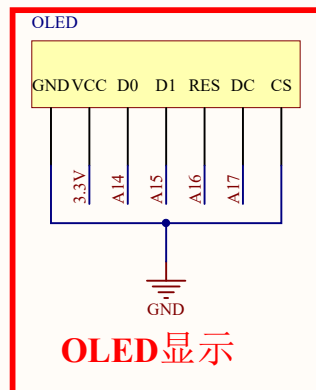 OLED
GND VCC D0 D1 RES DC CS
3.3V A14 A15 A16 A17
GND
OLED显示